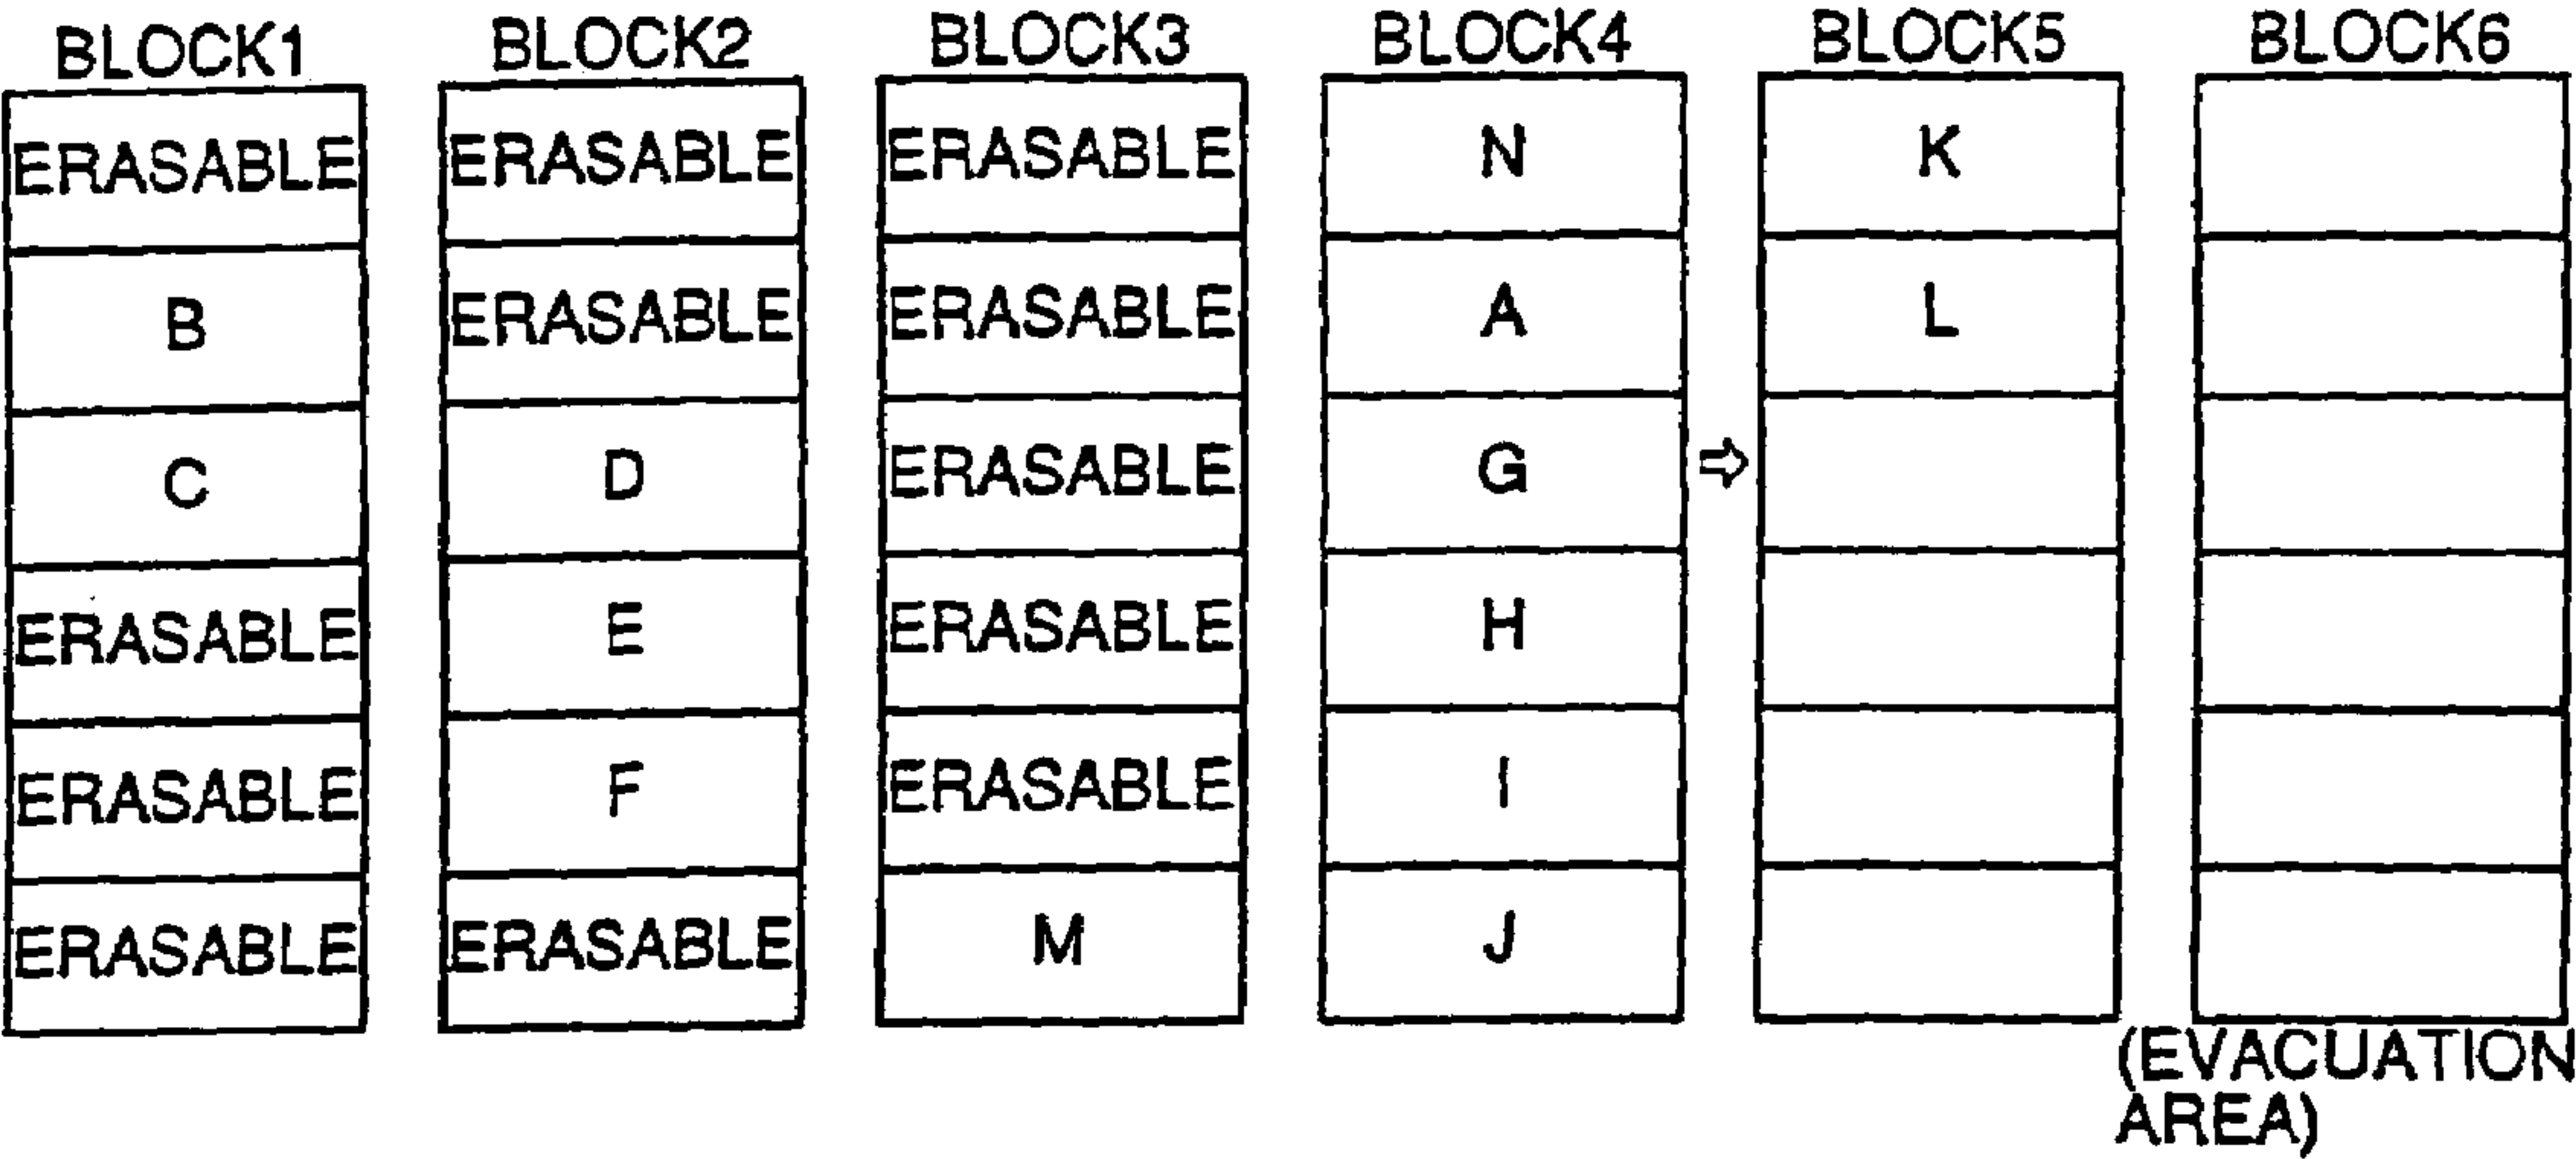 BLOCK1 BLOCK2 BLOCK3 BLOCK4 BLOCK5 BLOCK6
ERASABLE ERASABLE ERASABLE N K
B ERASABLE ERASABLE A L
C D ERASABLE G
ERASABLE E ERASABLE H
ERASABLE F ERASABLE I
ERASABLE ERASABLE M J
(EVACUATION
AREA)